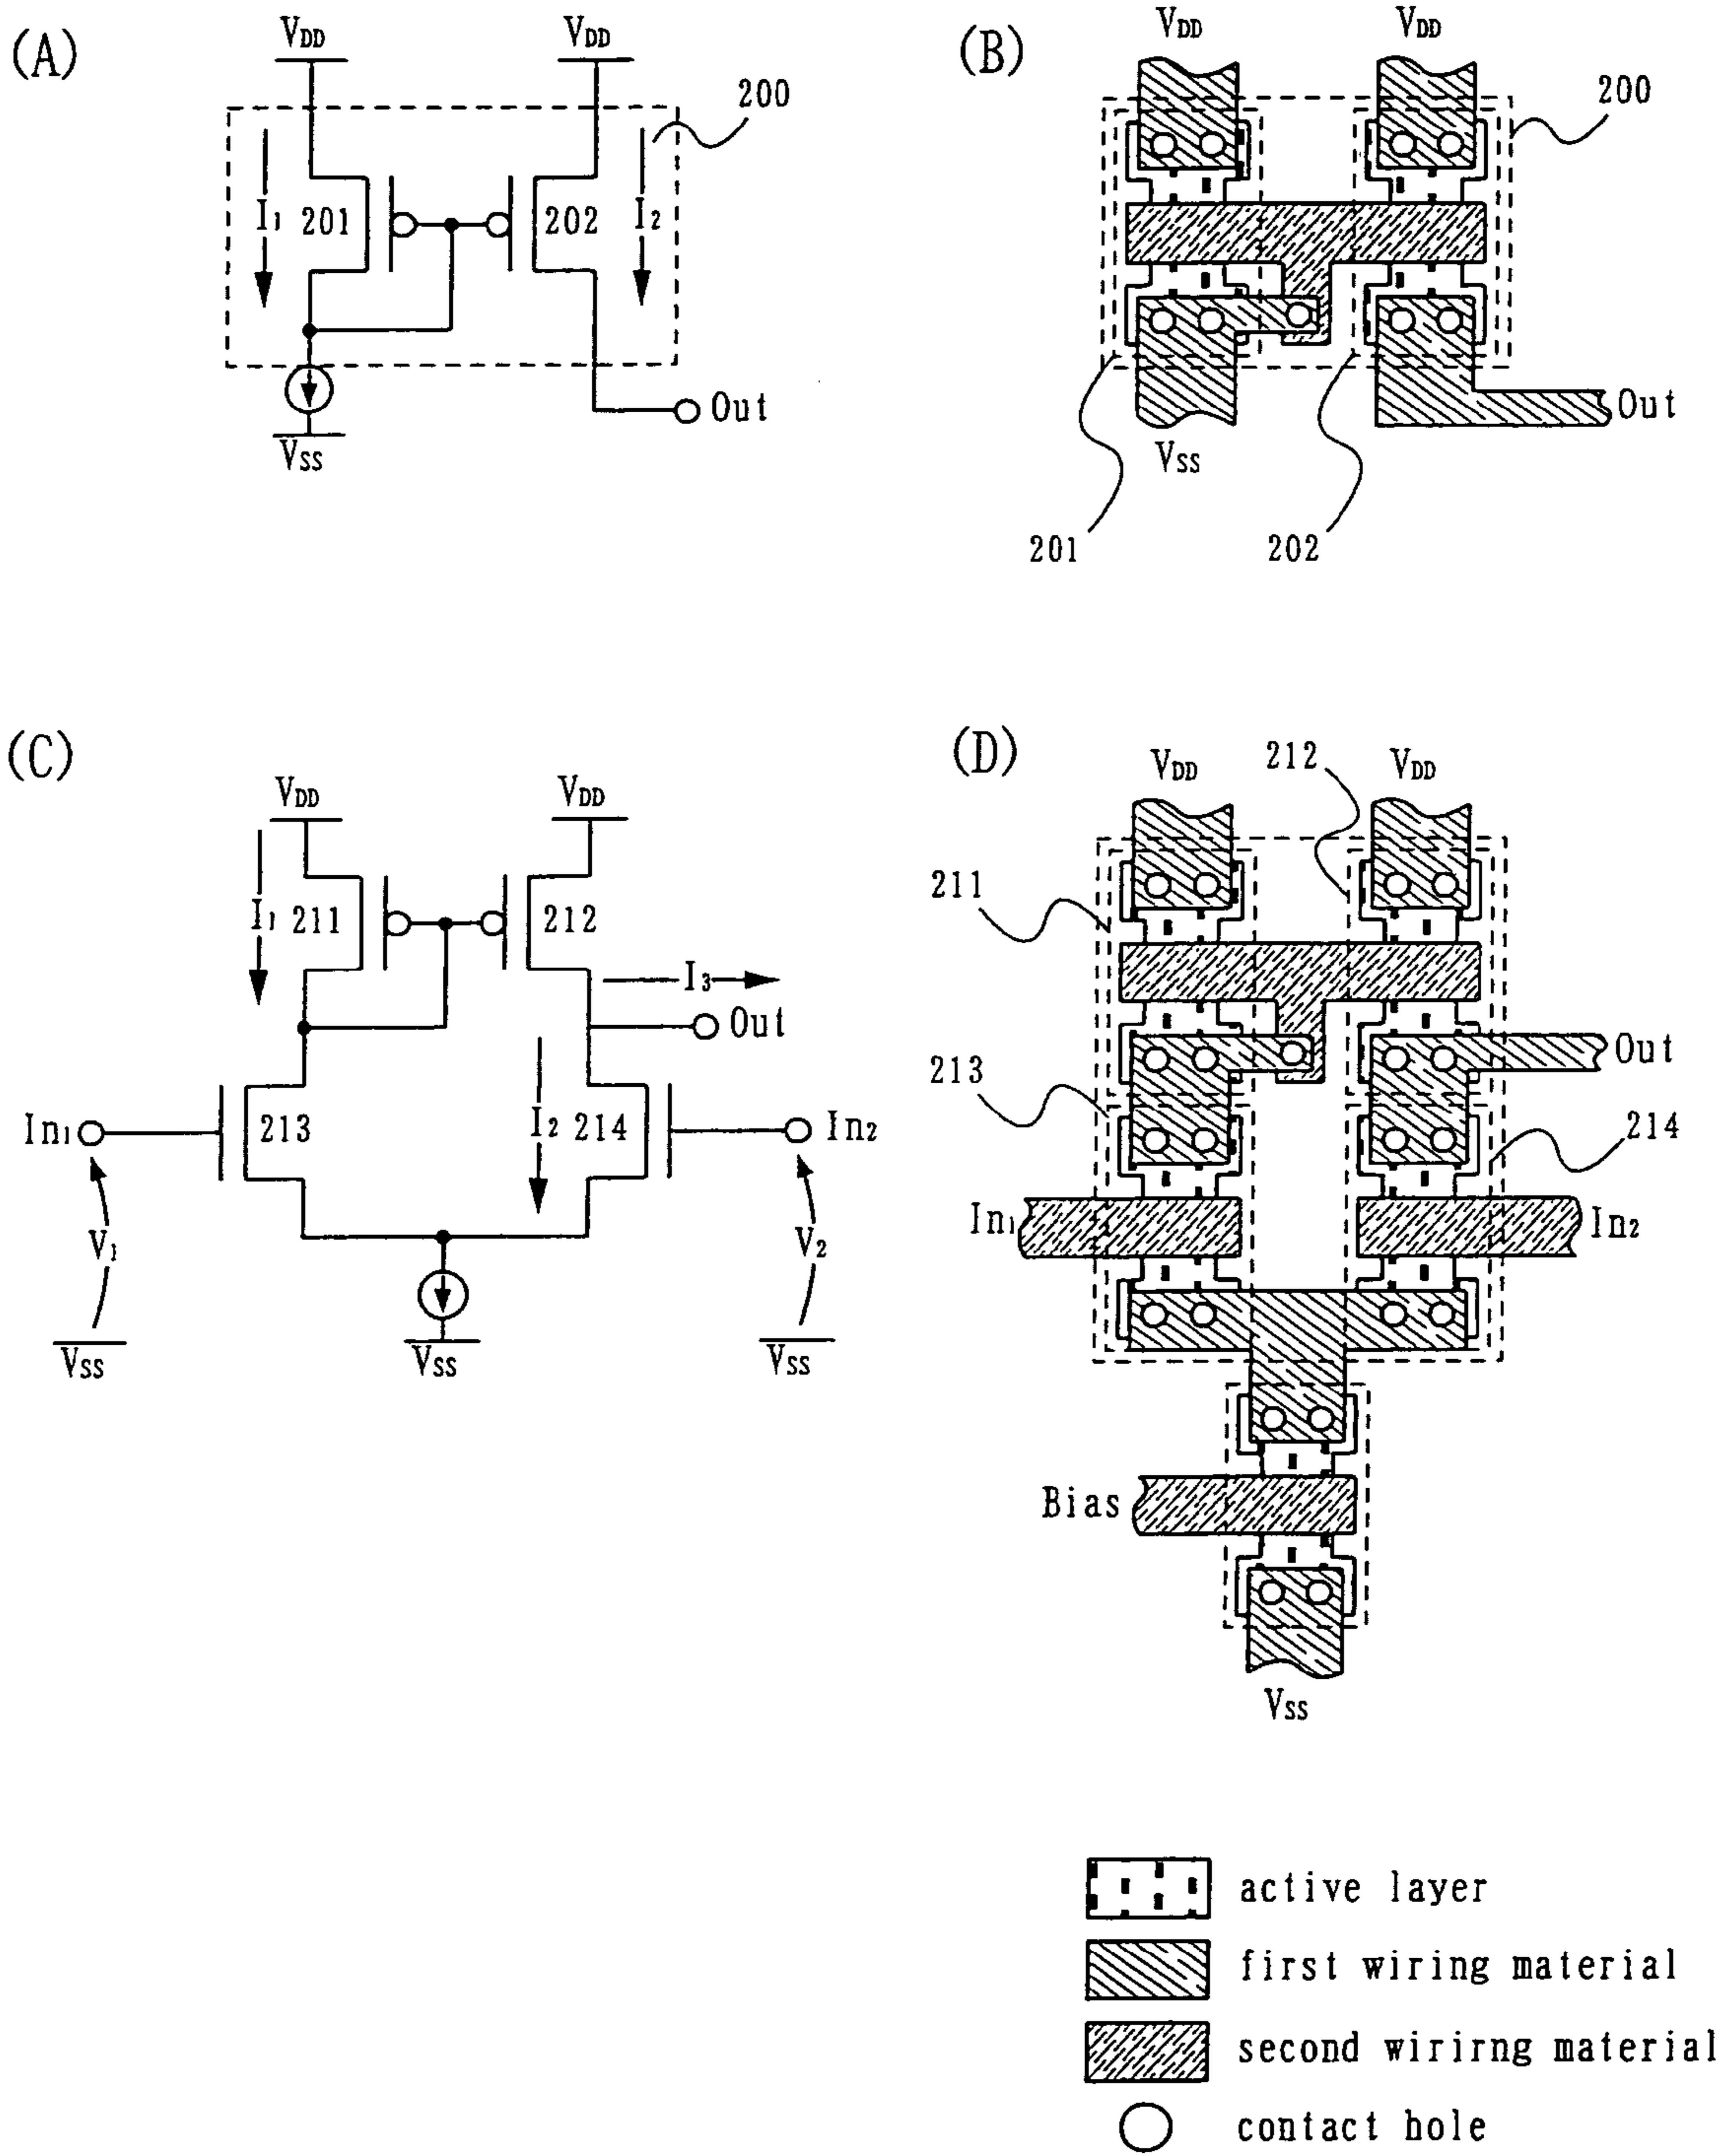 (A)
VDD VDD
200
I1 201 202 I2
Out
VSS
(B)
VDD VDD
200
Out
VSS
201 202
(C)
VDD VDD
I1 211 212
I3
Out
In1 213 I2 214 In2
V1 V2
VSS VSS VSS
(D)
VDD 212 VDD
211
Out
213
214
In1 In2
Bias
VSS
active layer
first wiring material
second wirirng material
contact hole